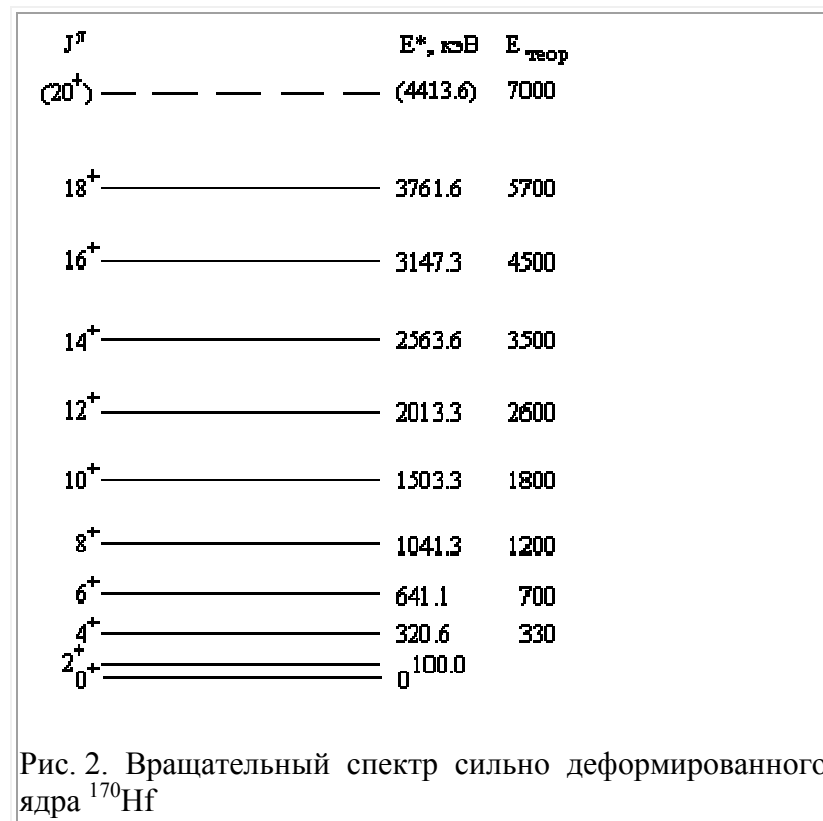 J^π E*, кэВ E теор
(20⁺) (4413.6) 7000
18⁺ 3761.6 5700
16⁺ 3147.3 4500
14⁺ 2563.6 3500
12⁺ 2013.3 2600
10⁺ 1503.3 1800
8⁺ 1041.3 1200
6⁺ 641.1 700
4⁺ 320.6 330
2⁺ 100.0
0⁺ 0
Рис. 2. Вращательный спектр сильно деформированного
ядра ¹⁷⁰Hf